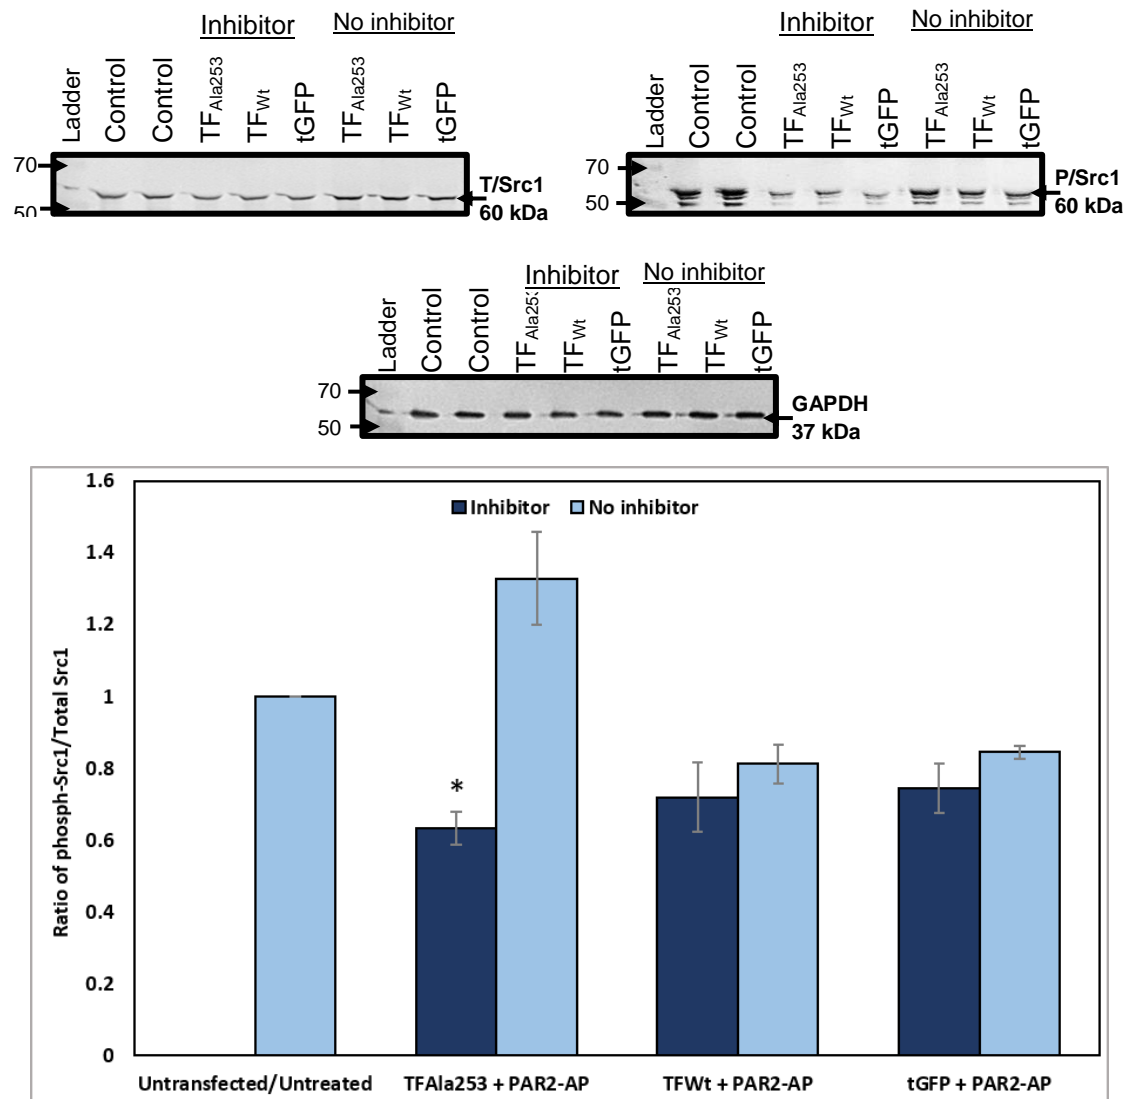 Inhibitor
No inhibitor
Ladder
Control
Control
TFAla253
TFWt
tGFP
TFAla253
TFWt
tGFP
70
50
T/Src1
60 kDa
Inhibitor
No inhibitor
Ladder
Control
Control
TFAla253
TFWt
tGFP
TFAla253
TFWt
tGFP
70
50
P/Src1
60 kDa
Inhibitor
No inhibitor
Ladder
Control
Control
TFAla253
TFWt
tGFP
TFAla253
TFWt
tGFP
70
50
GAPDH
37 kDa
Inhibitor
No inhibitor
Ratio of phosph-Src1/Total Src1
1.6
1.4
1.2
1
0.8
0.6
0.4
0.2
0
*
Untransfected/Untreated
TFAla253 + PAR2-AP
TFWt + PAR2-AP
tGFP + PAR2-AP